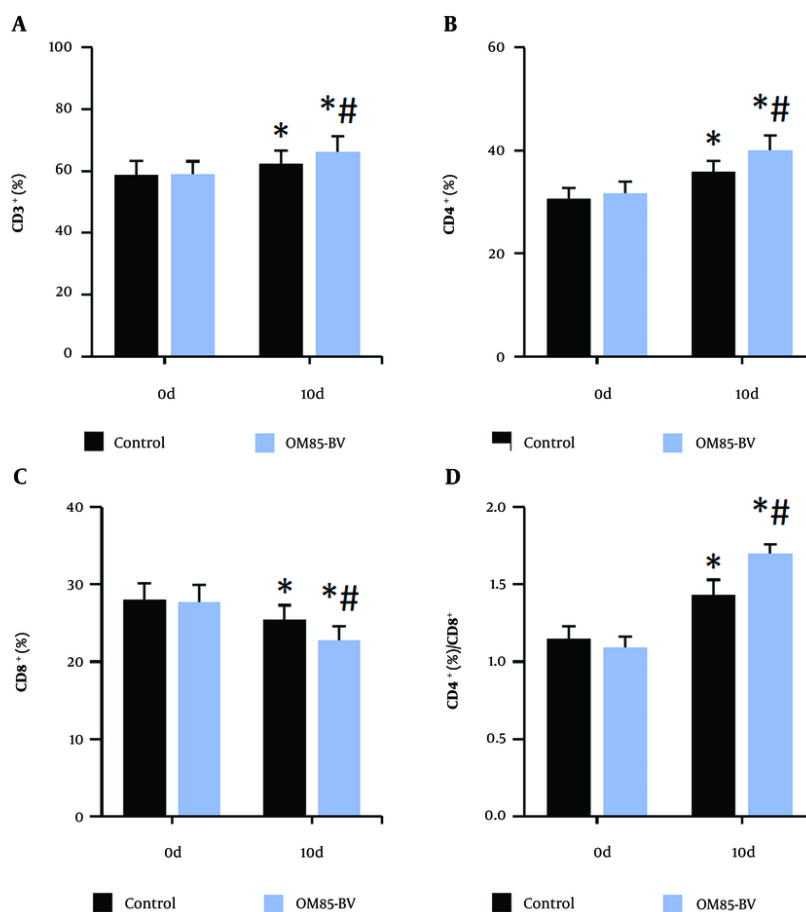 A
CD3⁺(%)
100
80
60
40
20
0
*
*#
0d
10d
Control
OM85-BV
B
CD4⁺(%)
60
40
20
0
*
*#
0d
10d
Control
OM85-BV
C
CD8⁺(%)
40
30
20
10
0
*
*#
0d
10d
Control
OM85-BV
D
CD4⁺(%)/CD8⁺
2.0
1.5
1.0
0.5
0.0
*
*#
0d
10d
Control
OM85-BV